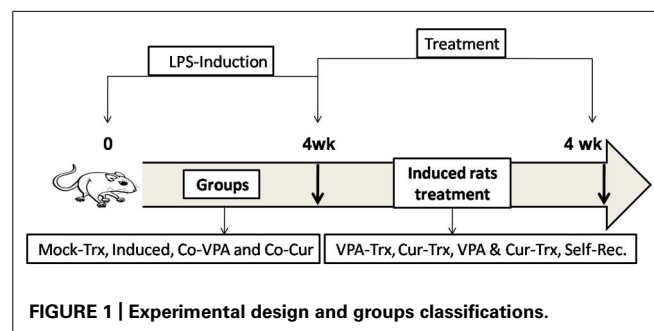 Treatment
LPS-Induction
0
4wk
4 wk
Groups
Induced rats
treatment
Mock-Trx, Induced, Co-VPA and Co-Cur
VPA-Trx, Cur-Trx, VPA & Cur-Trx, Self-Rec.
FIGURE 1 | Experimental design and groups classifications.